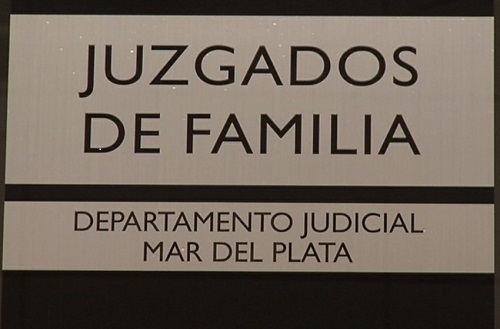 JUZGADOS
DE FAMILIA
DEPARTAMENTO JUDICIAL
MAR DEL PLATA